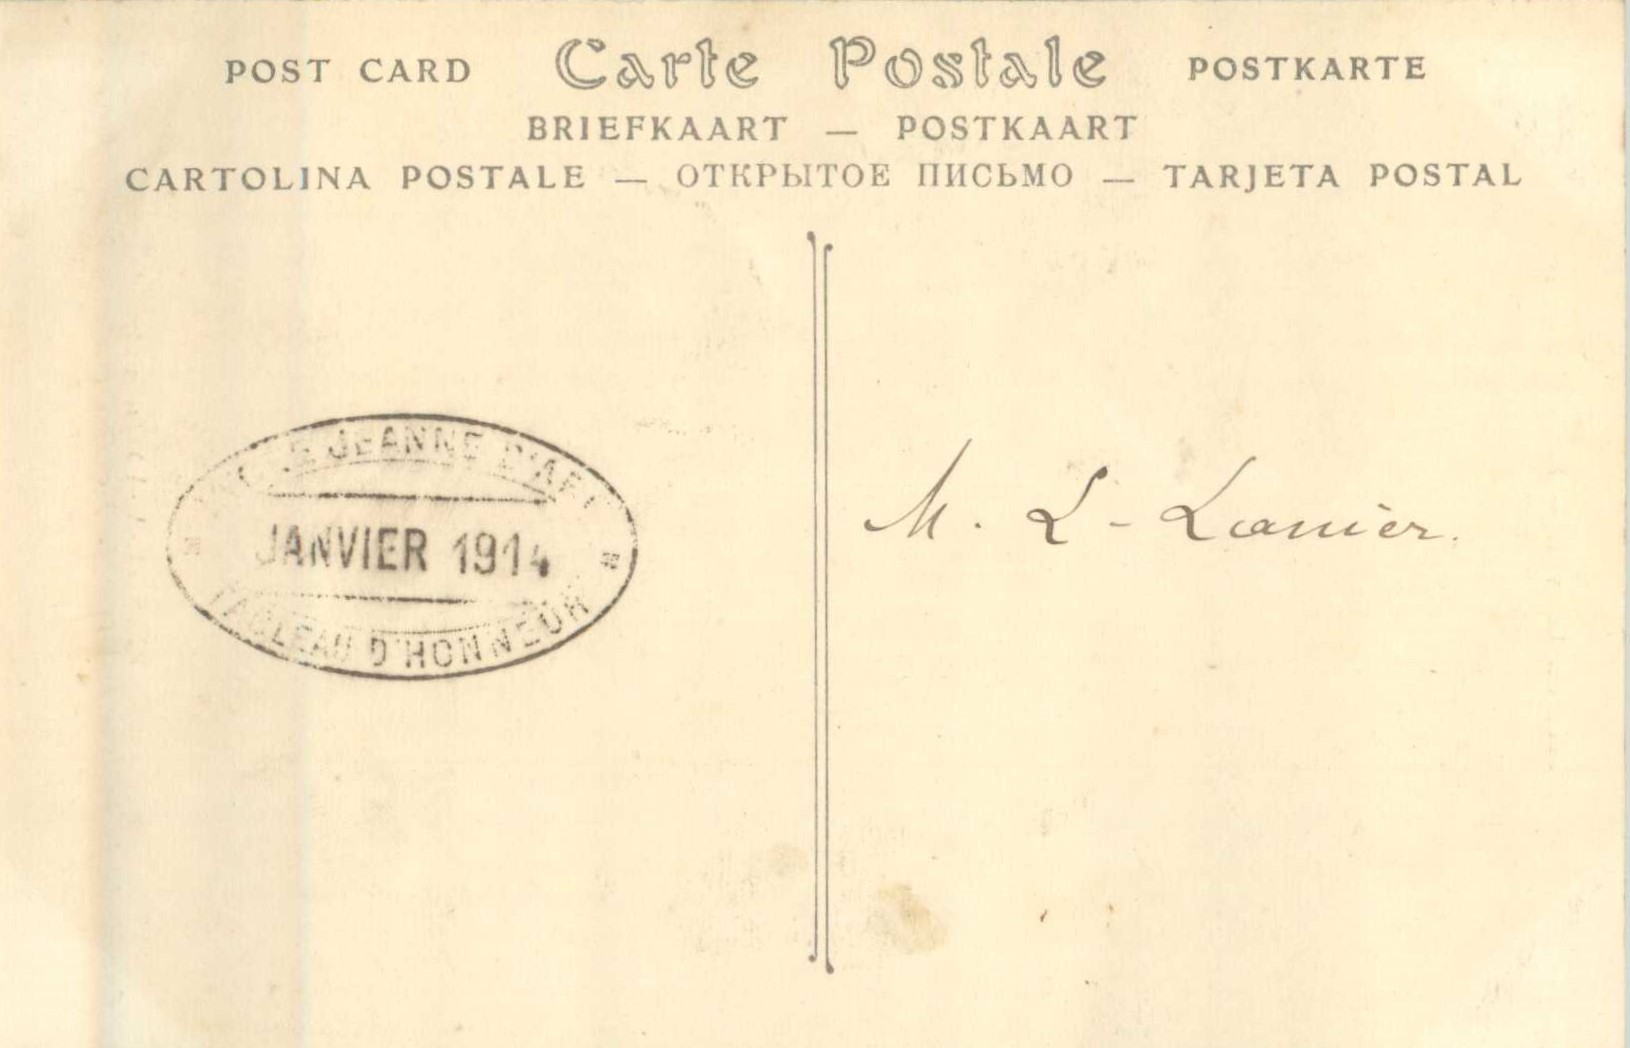 POST CARD Carte Postale POSTKARTE
BRIEFKAART — POSTKAART
CARTOLINA POSTALE — ОТКРЫТОЕ ПИСЬМО — TARJETA POSTAL
JEANNE D'ARC
JANVIER 1914
TABLEAU D'HONNEUR
M. L- Lanier.